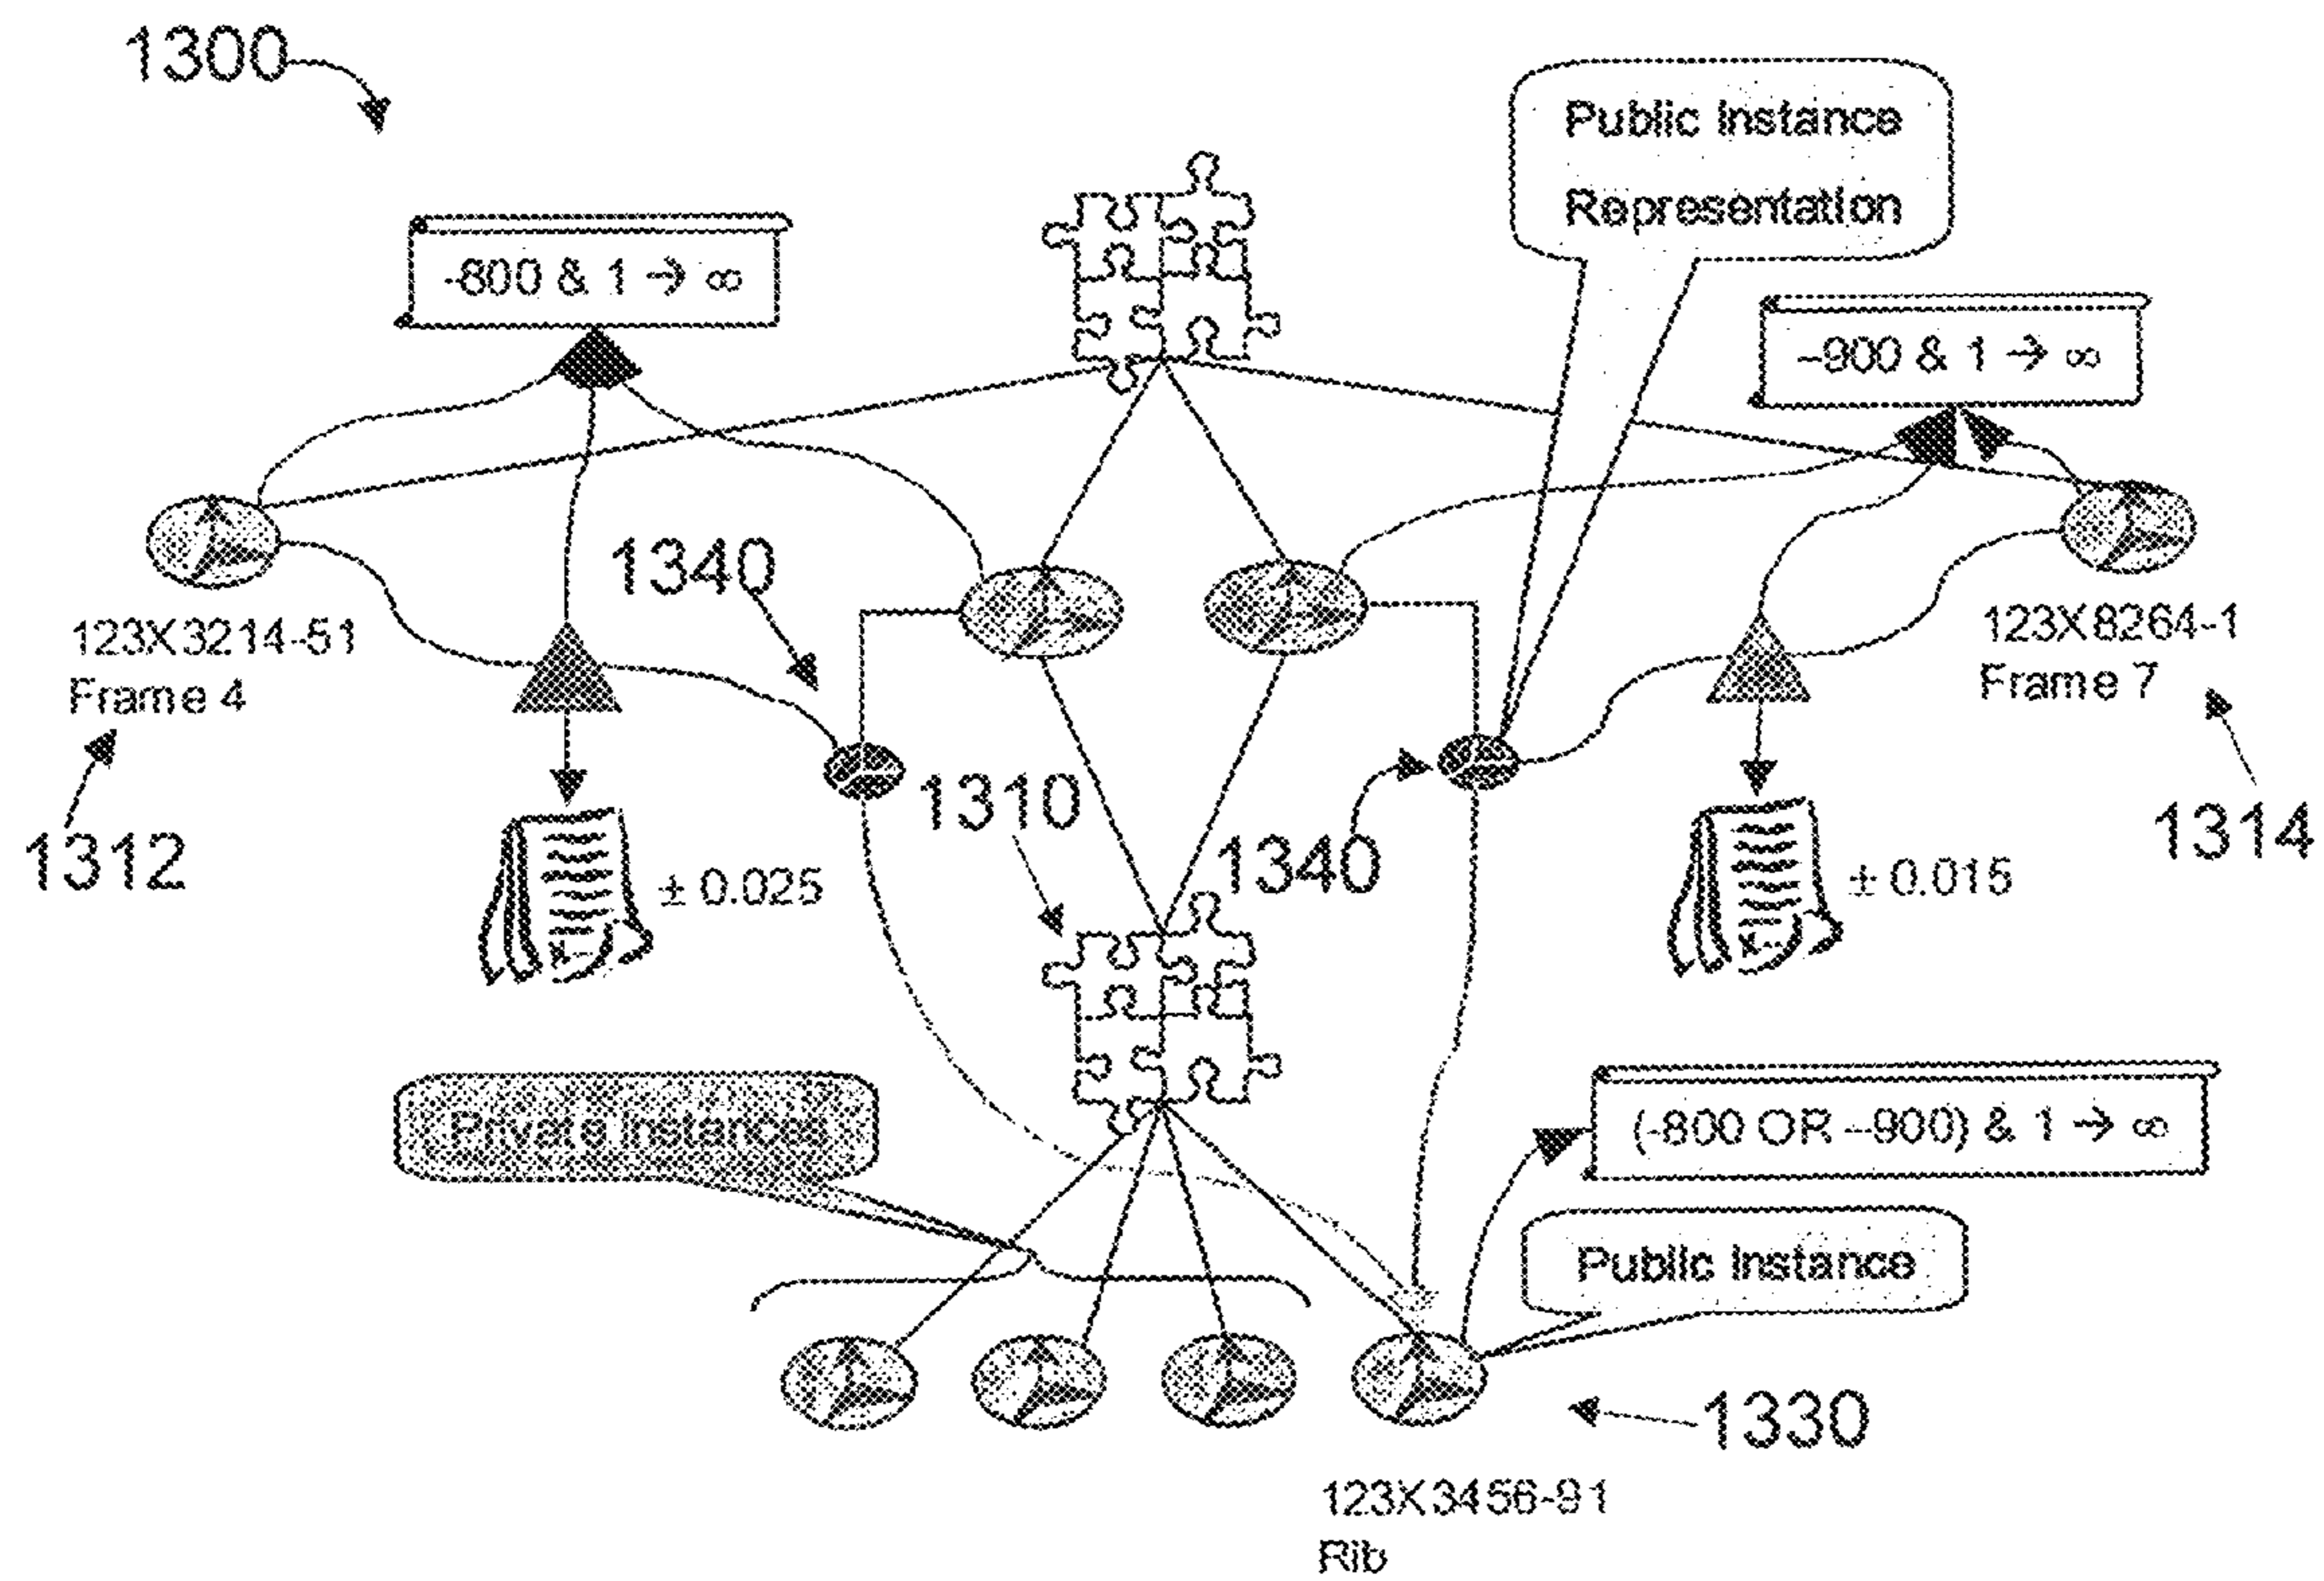 1300
Public Instance
Representation
-800 & 1 → ∞
–900 & 1 → ∞
1340
123X3214-51
Frame 4
123X8264-1
Frame 7
1312
1310
1340
1314
± 0.025
± 0.015
Private Instances
(-800 OR –900) & 1 → ∞
Public Instance
1330
123X3456-91
Rib